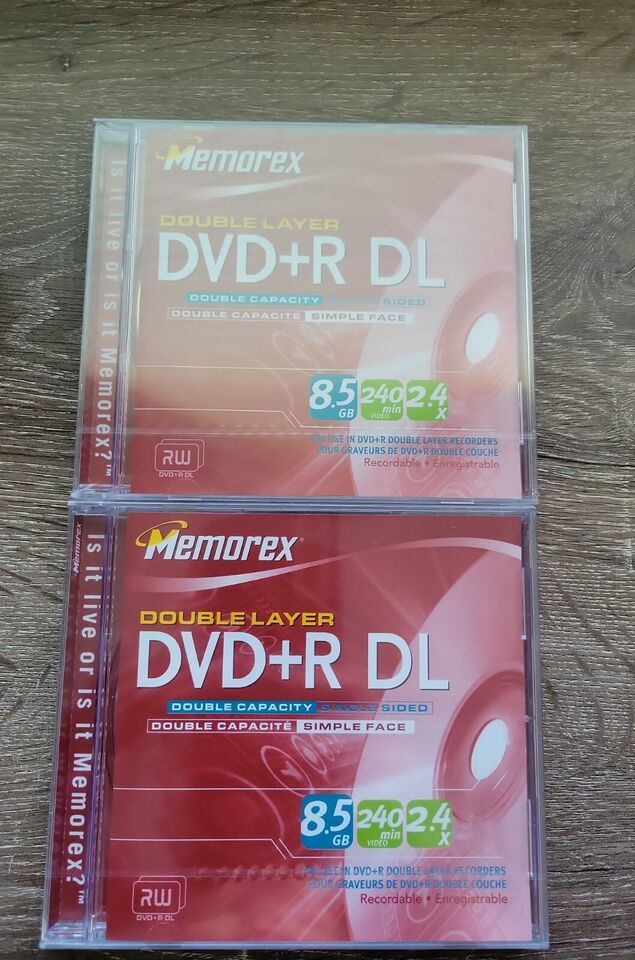 Memorex
DOUBLE LAYER
DVD+R DL
DOUBLE CAPACITY SINGLE SIDED
DOUBLE CAPACITÉ SIMPLE FACE
8.5 GB 240 min VIDEO 2.4 X
FOR USE IN DVD+R DOUBLE LAYER RECORDERS
POUR GRAVEURS DE DVD+R DOUBLE COUCHE
Recordable • Enregistrable
RW
DVD+R DL
Is it live or is it Memorex?™
Memorex
DOUBLE LAYER
DVD+R DL
DOUBLE CAPACITY SINGLE SIDED
DOUBLE CAPACITÉ SIMPLE FACE
8.5 GB 240 min VIDEO 2.4 X
FOR USE IN DVD+R DOUBLE LAYER RECORDERS
POUR GRAVEURS DE DVD+R DOUBLE COUCHE
Recordable • Enregistrable
RW
DVD+R DL
Memorex
Is it live or is it Memorex?™